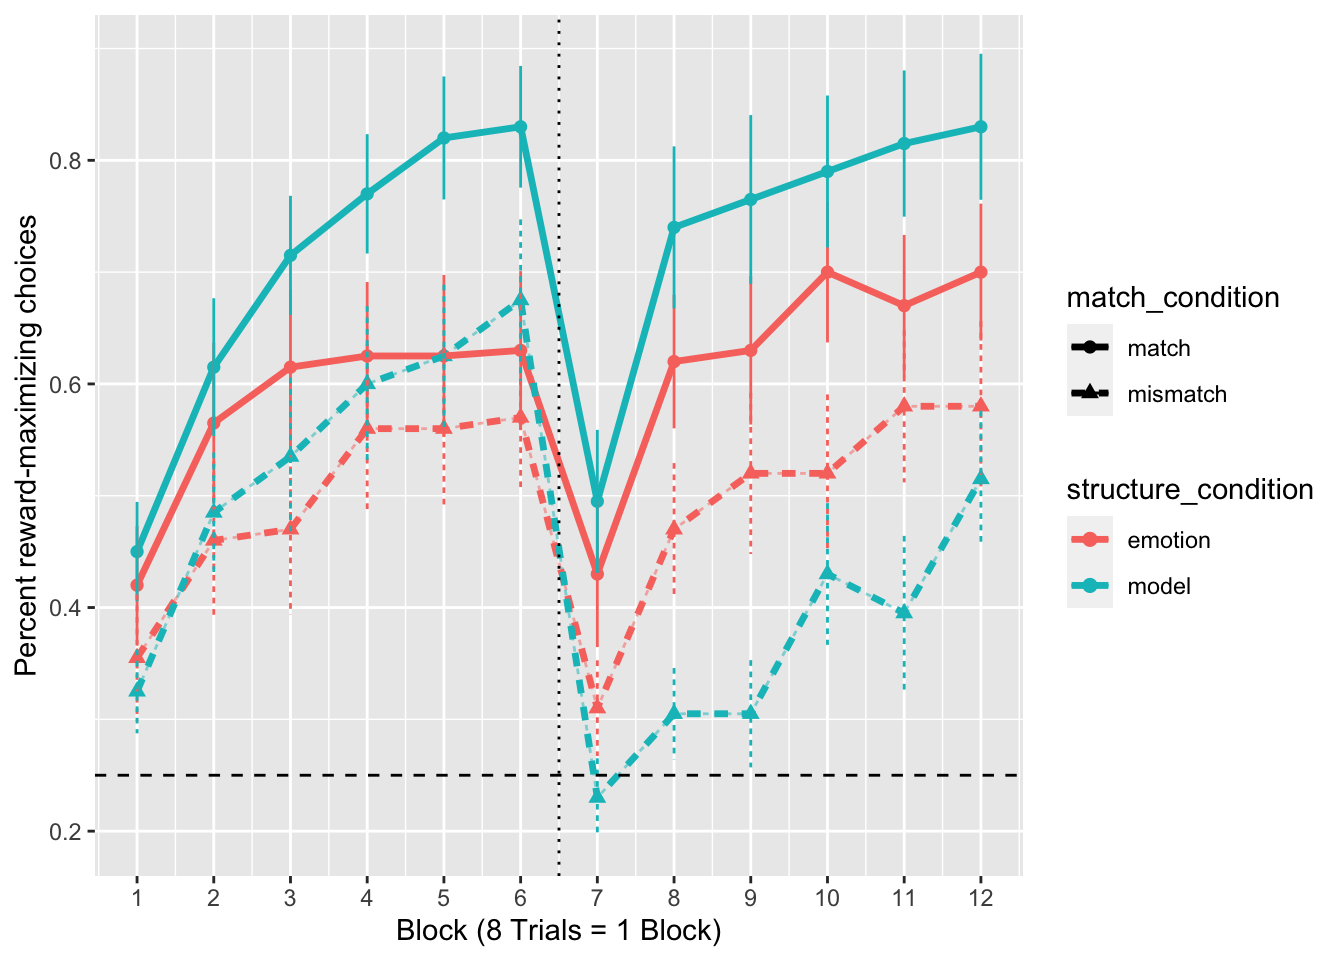 0.8
0.6
0.4
0.2
Percent reward-maximizing choices
1 2 3 4 5 6 7 8 9 10 11 12
Block (8 Trials = 1 Block)
match_condition
match
mismatch
structure_condition
emotion
model